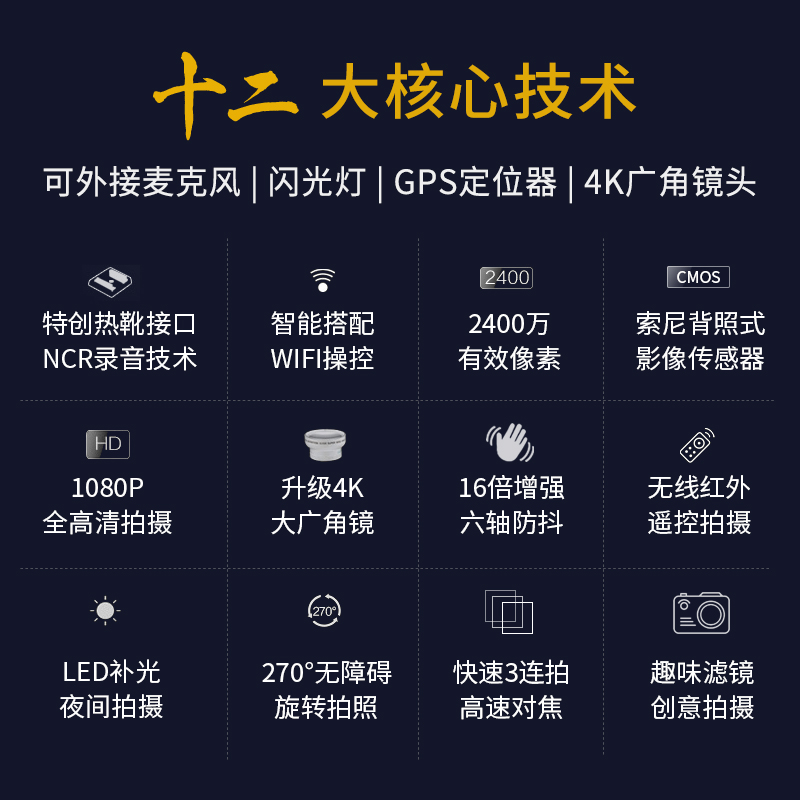 十二大核心技术
可外接麦克风 | 闪光灯 | GPS定位器 | 4K广角镜头
特创热靴接口
NCR录音技术
智能搭配
WIFI操控
2400
2400万
有效像素
CMOS
索尼背照式
影像传感器
HD
1080P
全高清拍摄
升级4K
大广角镜
16倍增强
六轴防抖
无线红外
遥控拍摄
LED补光
夜间拍摄
270°
270°无障碍
旋转拍照
快速3连拍
高速对焦
趣味滤镜
创意拍摄